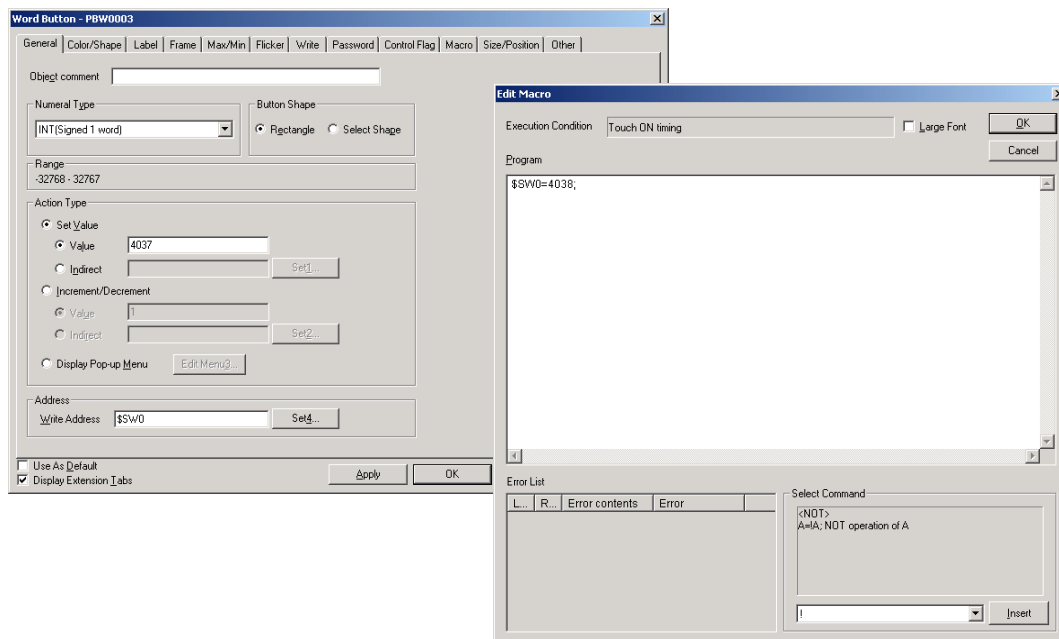 Word Button - PBW0003
General Color/Shape Label Frame Max/Min Flicker Write Password Control Flag Macro Size/Position Other
Object comment
Numeral Type
INT(Signed 1 word)
Button Shape
Rectangle Select Shape
Range
-32768 - 32767
Action Type
Set Value
Value 4037
Indirect Set1...
Increment/Decrement
Value 1
Indirect Set2...
Display Pop-up Menu Edit Menu3...
Address
Write Address $SW0 Set4...
Use As Default
Display Extension Tabs
Apply OK
Edit Macro
Execution Condition Touch ON timing Large Font OK
Cancel
Program
$SW0=4038;
Error List
L... R... Error contents Error
Select Command
<NOT>
A=!A; NOT operation of A
! Insert